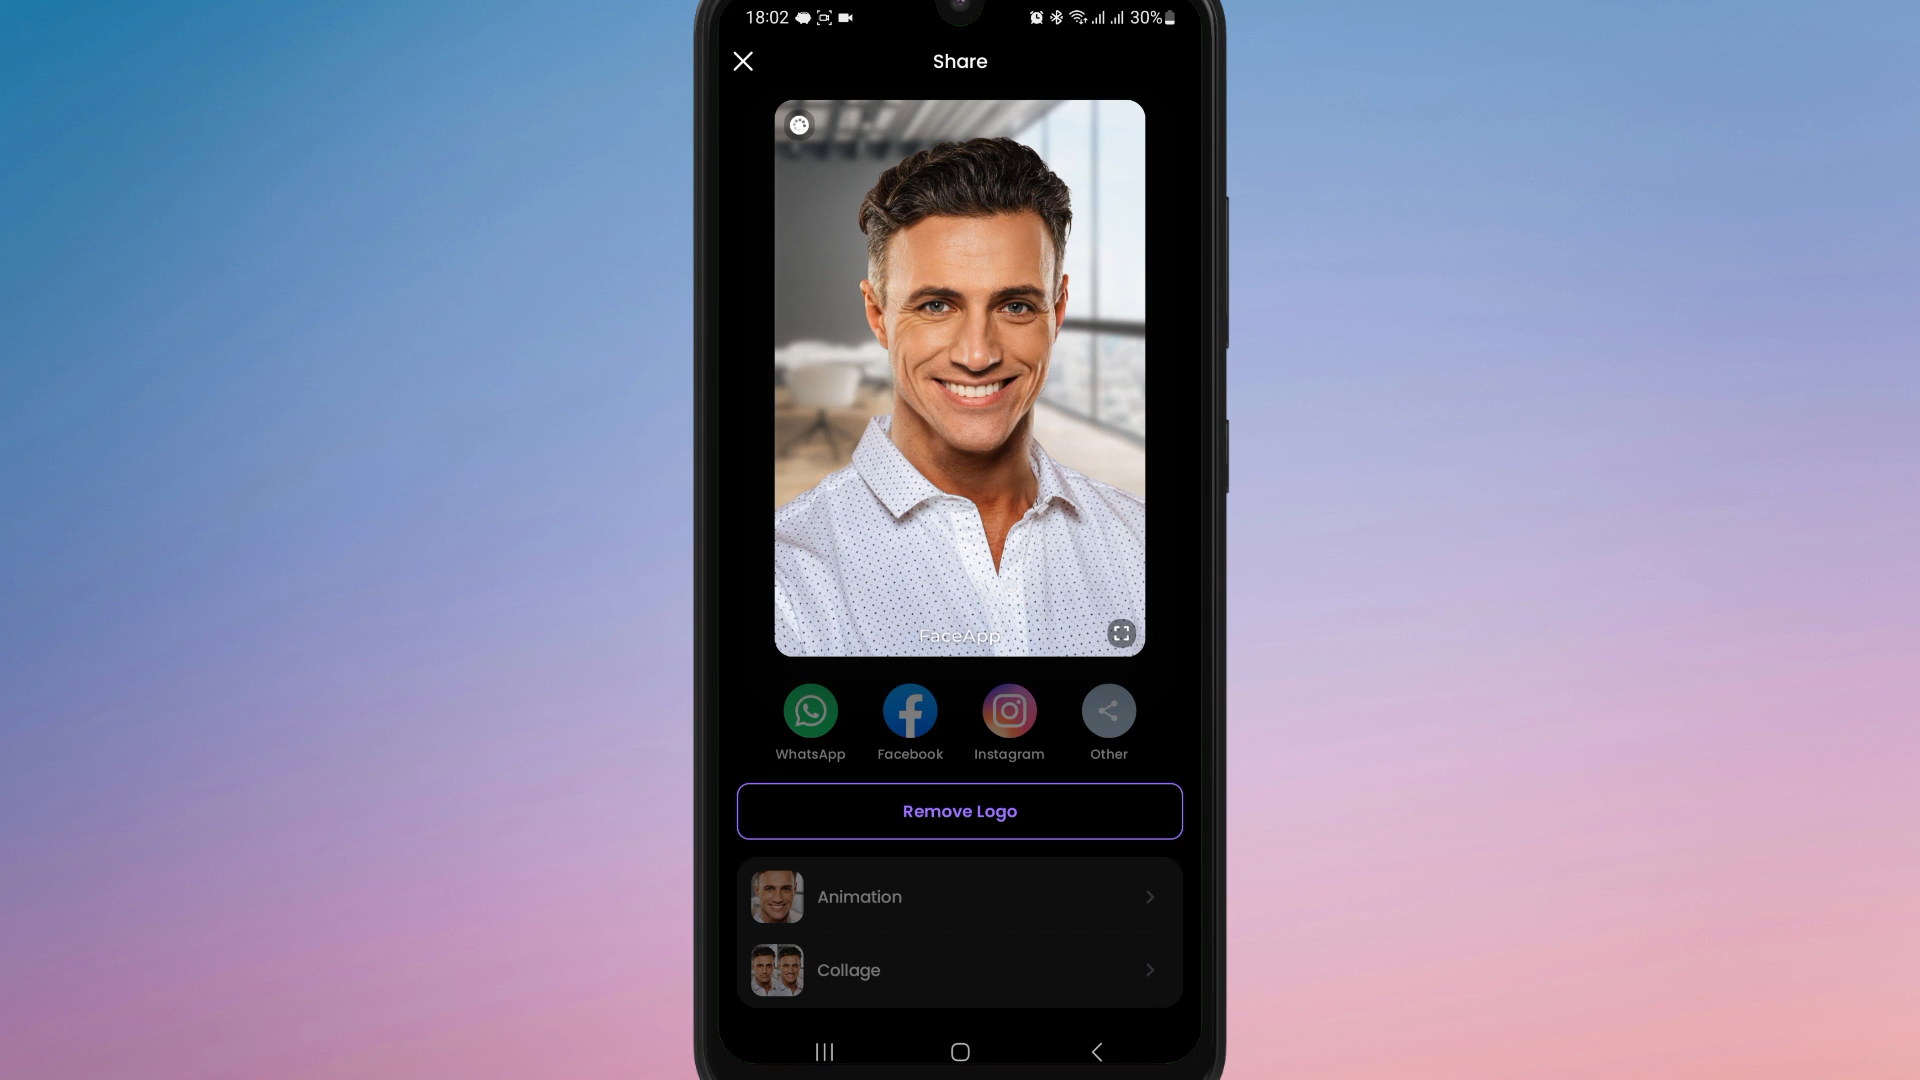 18:02 30%
Share
FaceApp
WhatsApp Facebook Instagram Other
Remove Logo
Animation
Collage